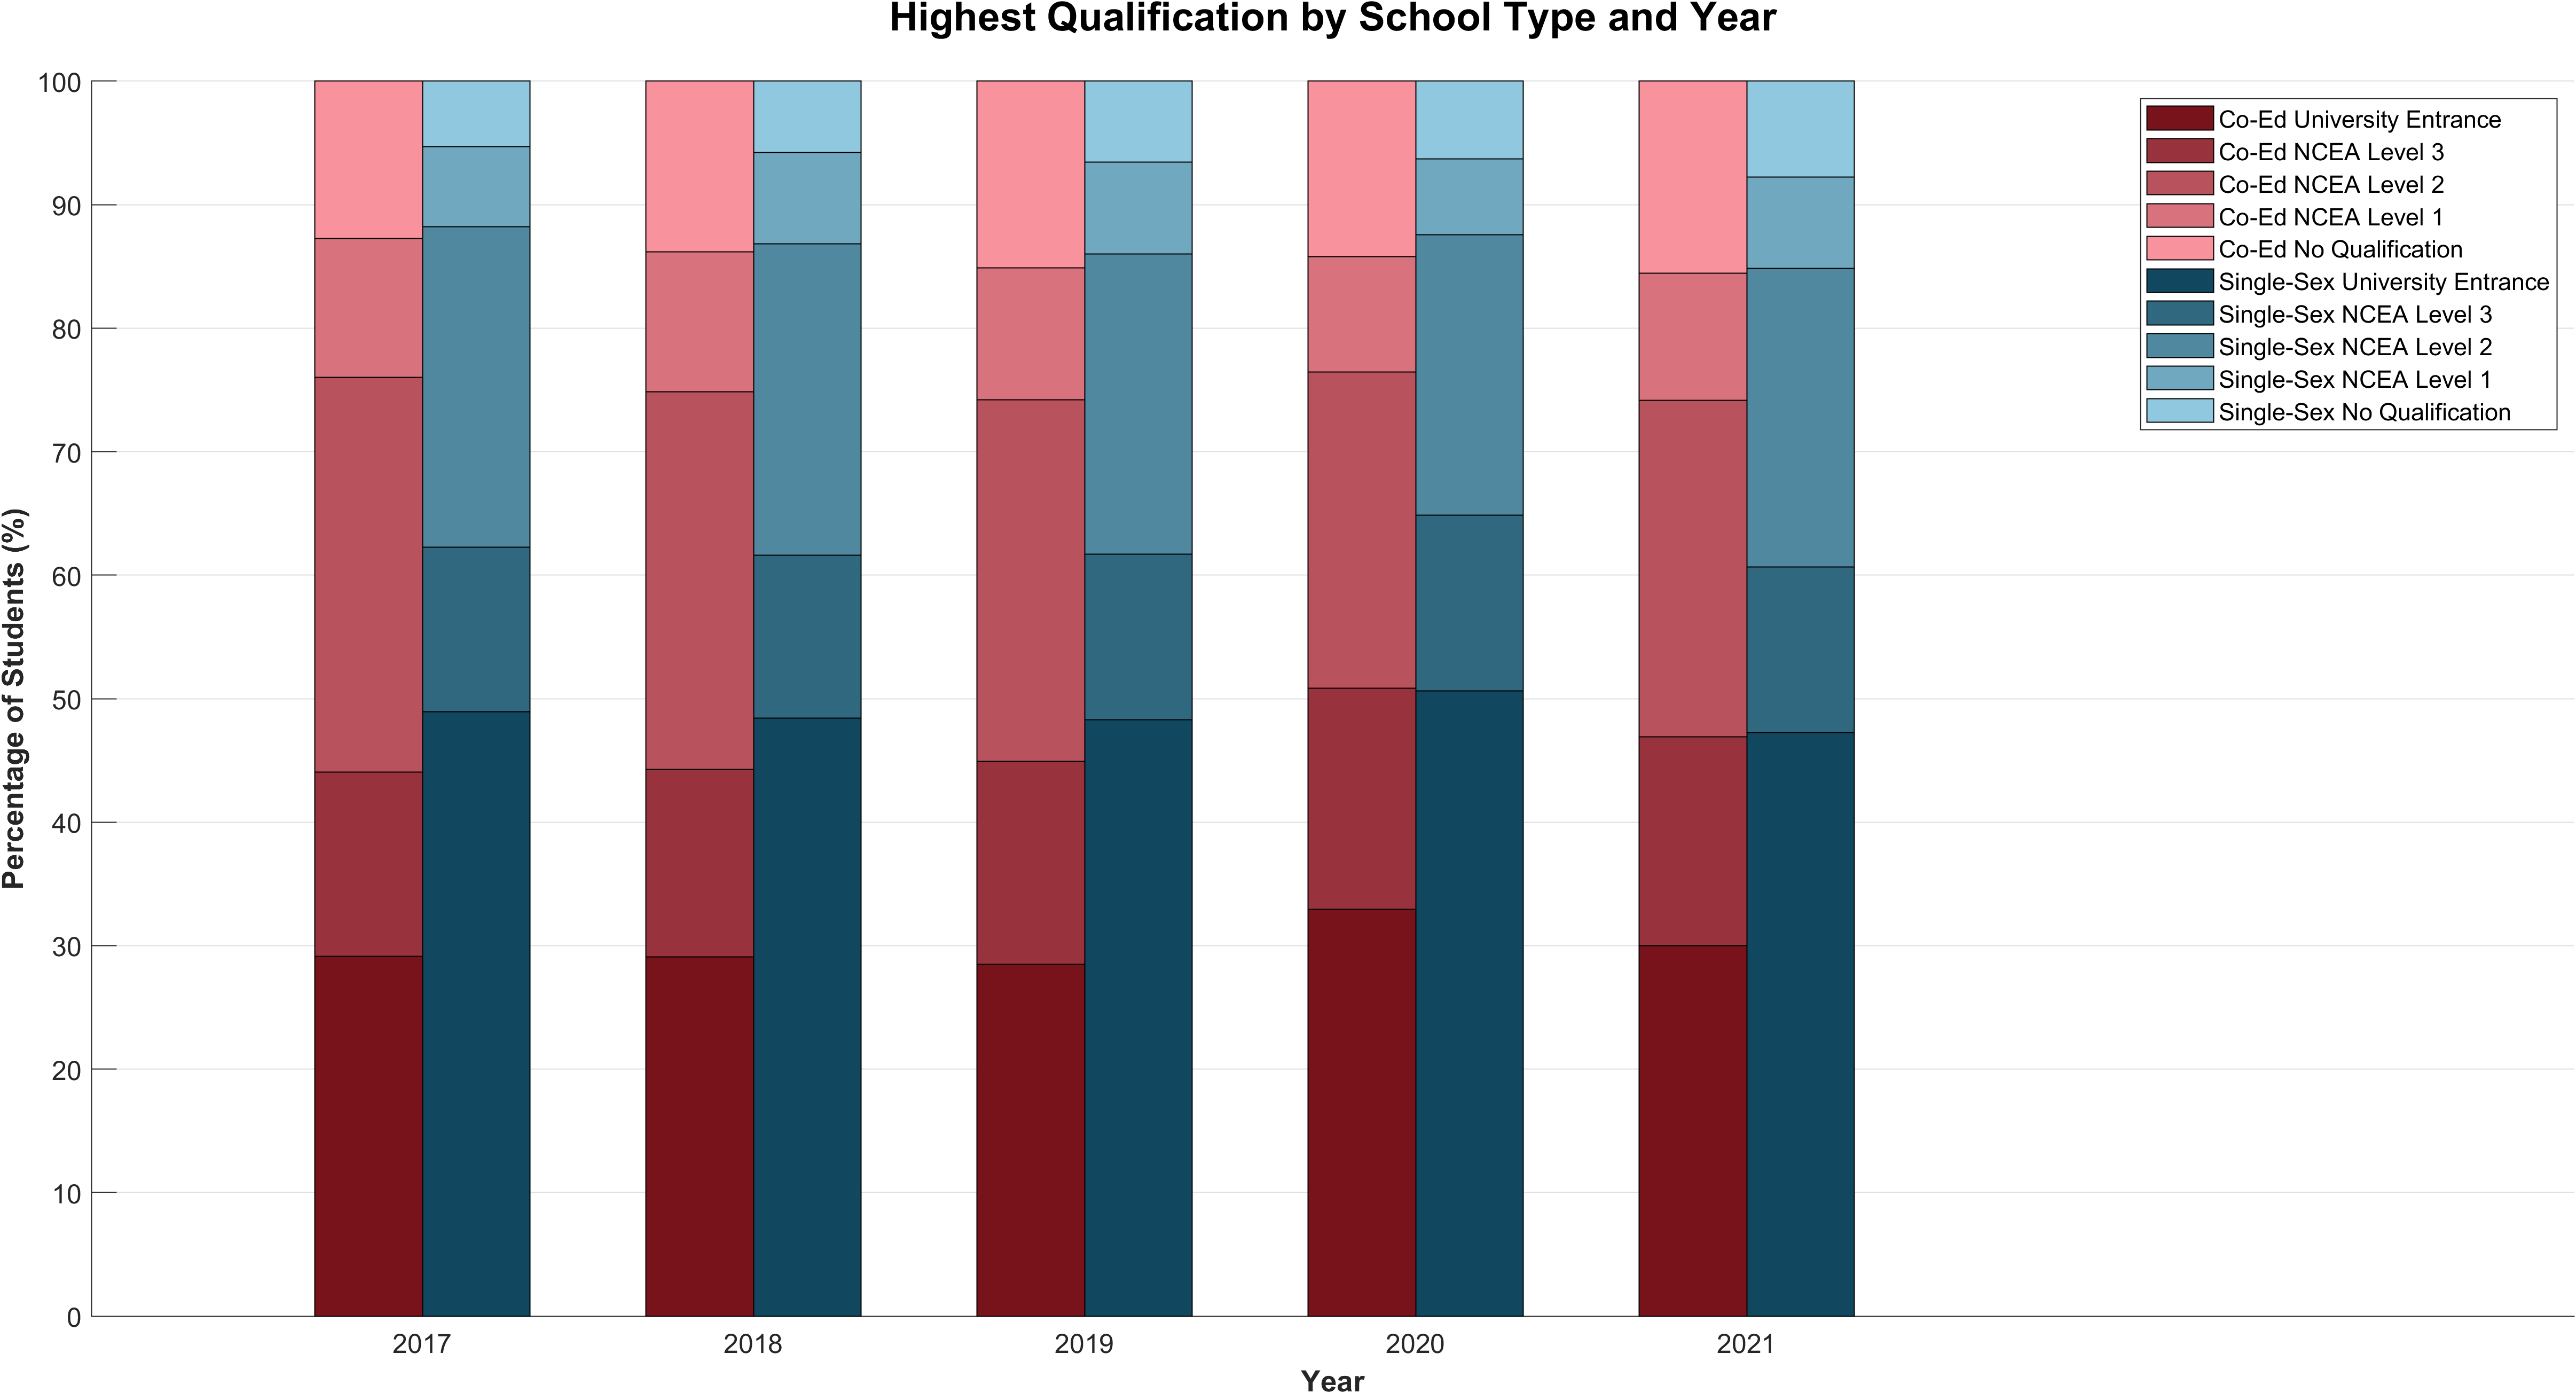 Highest Qualification by School Type and Year
Percentage of Students (%)
100
90
80
70
60
50
40
30
20
10
0
Co-Ed University Entrance
Co-Ed NCEA Level 3
Co-Ed NCEA Level 2
Co-Ed NCEA Level 1
Co-Ed No Qualification
Single-Sex University Entrance
Single-Sex NCEA Level 3
Single-Sex NCEA Level 2
Single-Sex NCEA Level 1
Single-Sex No Qualification
2017 2018 2019 2020 2021
Year